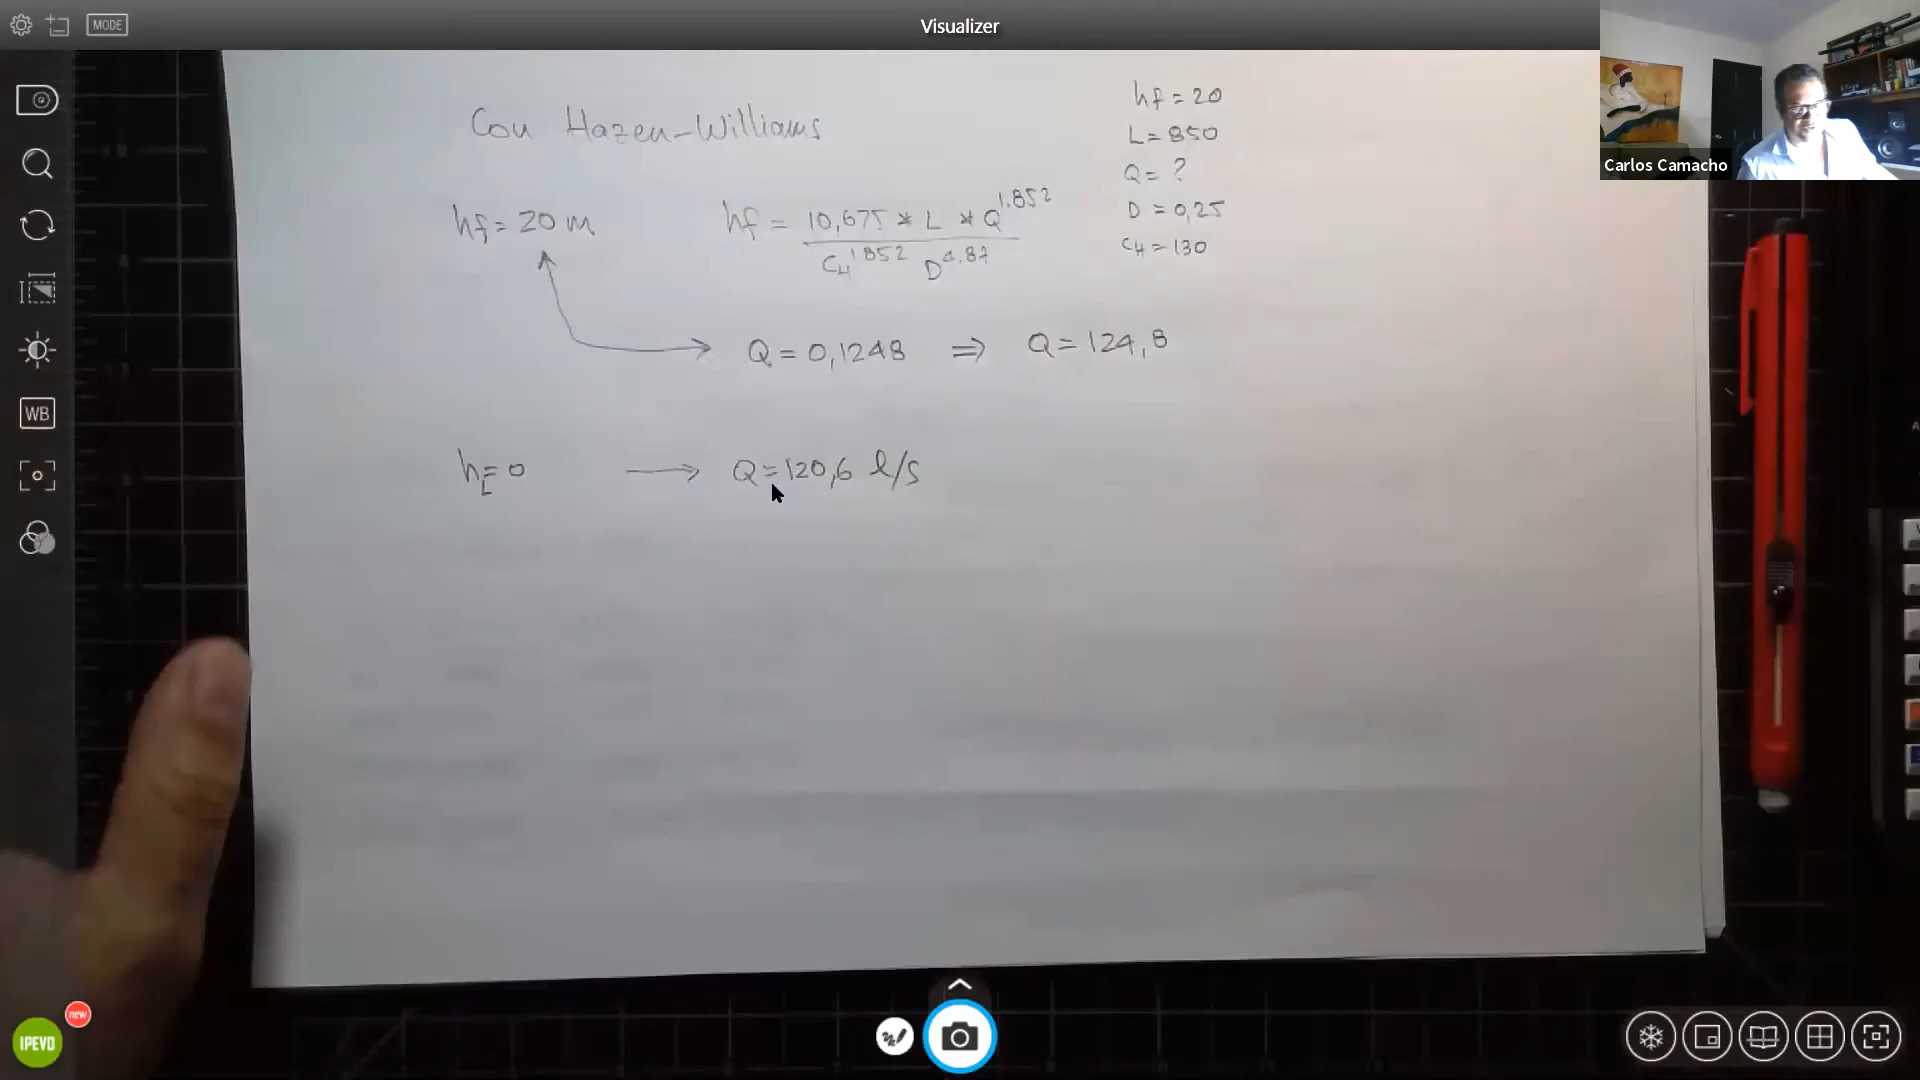 MODE
Visualizer
Carlos Camacho
Con Hazen-Williams
hf = 20
L = 850
Q = ?
D = 0,25
CH = 130
hf = 20 m
hf = 10,675 * L * Q^1.852
CH^1.852 D^4.87
Q = 0,1248 ⇒ Q = 124,8
hL = 0 → Q = 120,6 l/s
WB
new
IPEVO